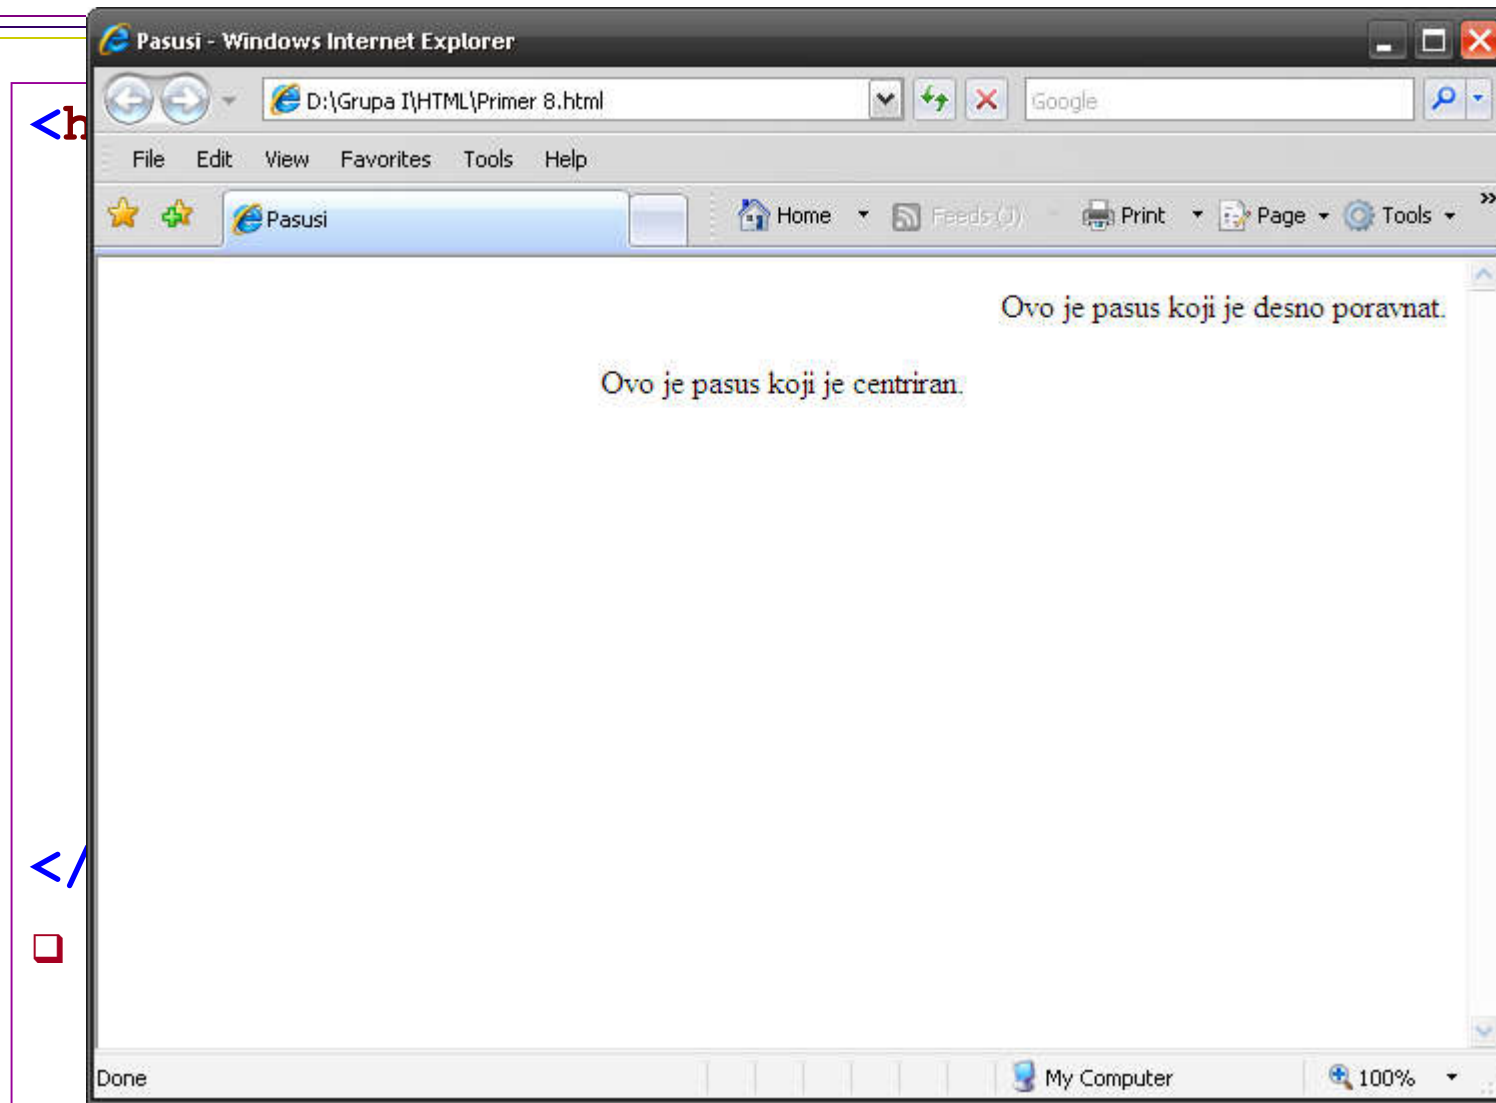 Pasusi - Windows Internet Explorer
D:\Grupa I\HTML\Primer 8.html
Google
<h
File Edit View Favorites Tools Help
Pasusi
Home Feeds (J) Print Page Tools »
Ovo je pasus koji je desno poravnat.
Ovo je pasus koji je centriran.
</
Done My Computer 100%